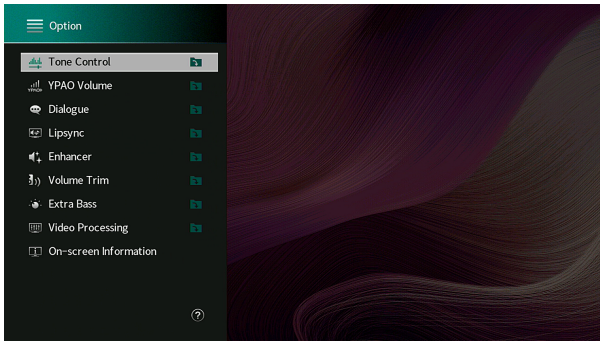 Option
Tone Control
YPAO Volume
Dialogue
Lipsync
Enhancer
Volume Trim
Extra Bass
Video Processing
On-screen Information
?